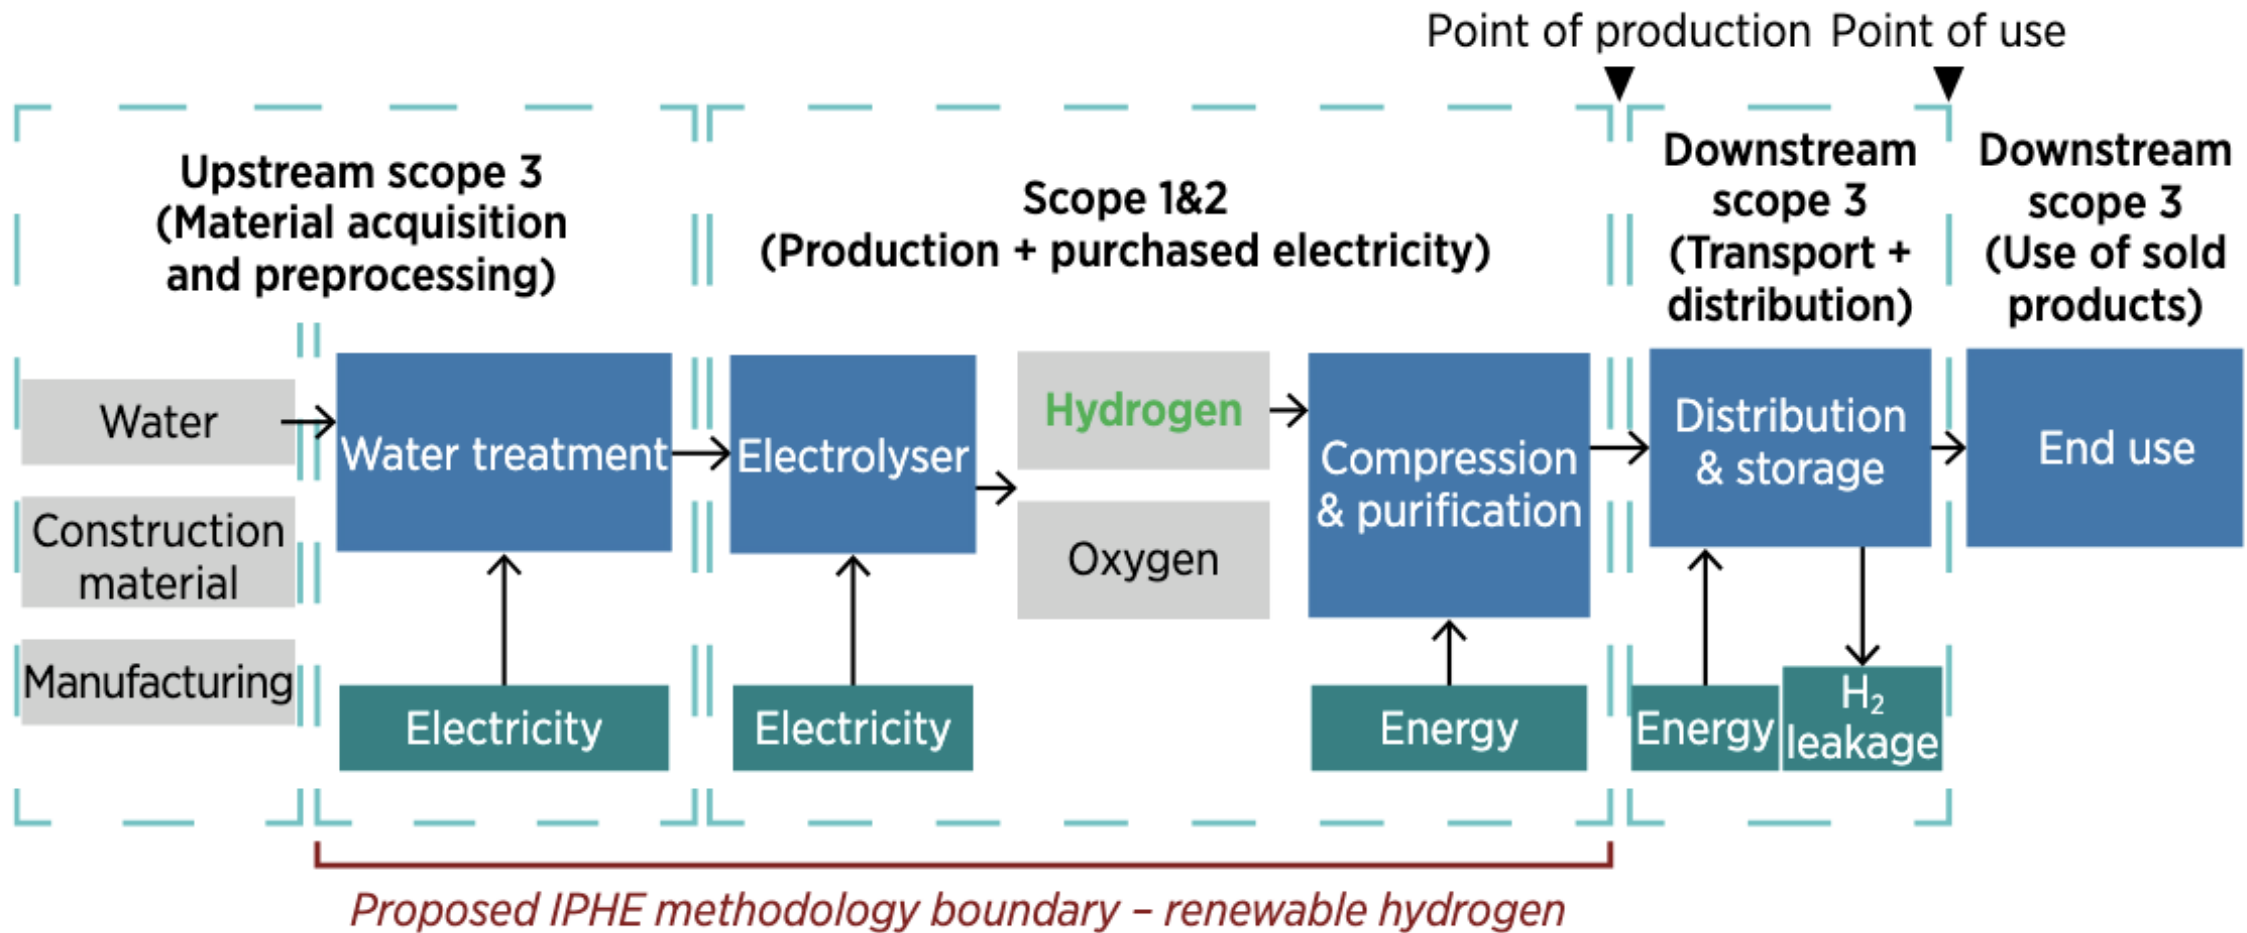 Point of production
Point of use
Upstream scope 3
(Material acquisition
and preprocessing)
Scope 1&2
(Production + purchased electricity)
Downstream
scope 3
(Transport +
distribution)
Downstream
scope 3
(Use of sold
products)
Water
Construction
material
Manufacturing
Water treatment
Electricity
Electrolyser
Electricity
Hydrogen
Oxygen
Compression
& purification
Energy
Distribution
& storage
Energy
H₂
leakage
End use
Proposed IPHE methodology boundary – renewable hydrogen